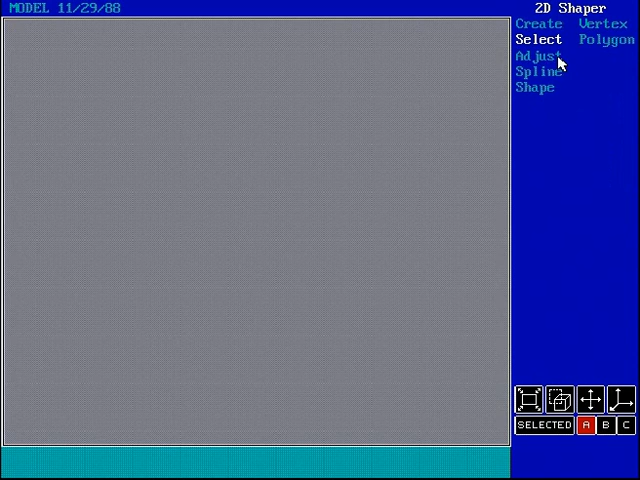 MODEL 11/29/88
2D Shaper
Create Vertex
Select Polygon
Adjust
Spline
Shape
SELECTED A B C